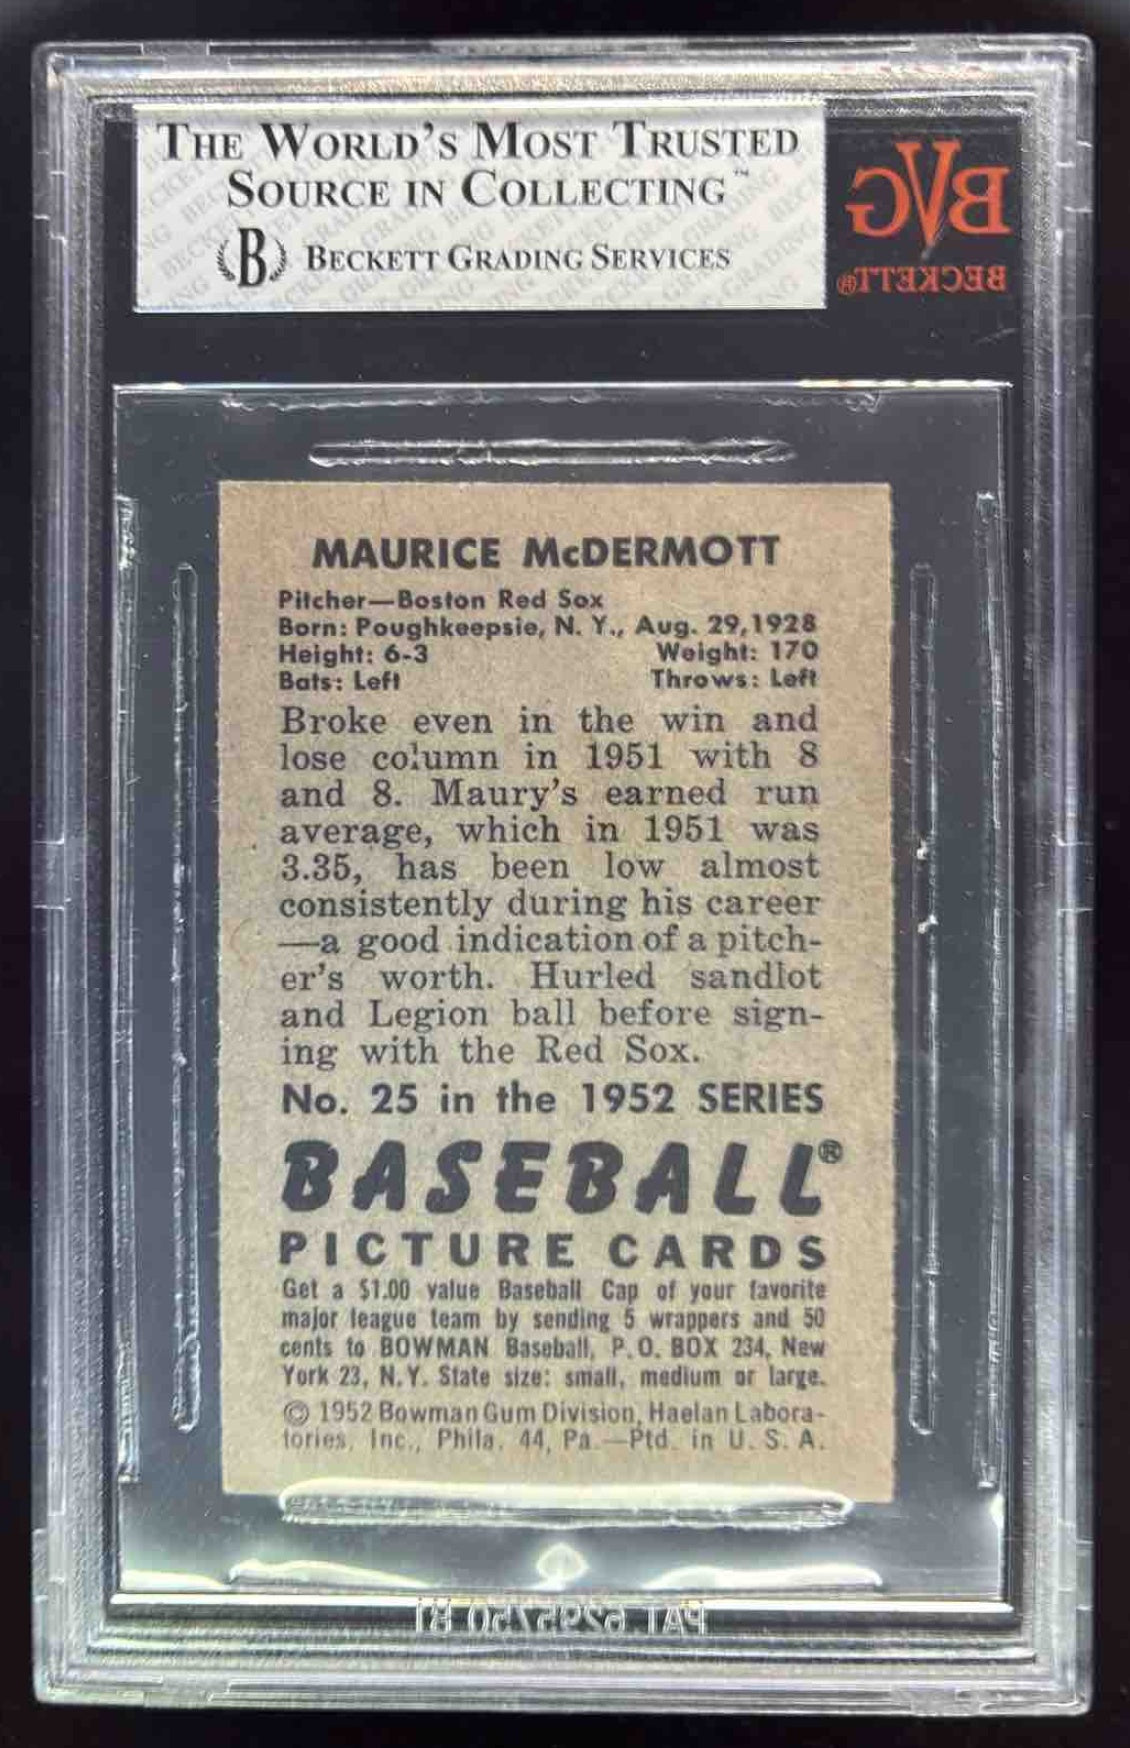 THE WORLD'S MOST TRUSTED
SOURCE IN COLLECTING™
B BECKETT GRADING SERVICES
BVG
BECKETT®
MAURICE McDERMOTT
Pitcher—Boston Red Sox
Born: Poughkeepsie, N. Y., Aug. 29, 1928
Height: 6-3 Weight: 170
Bats: Left Throws: Left
Broke even in the win and
lose column in 1951 with 8
and 8. Maury's earned run
average, which in 1951 was
3.35, has been low almost
consistently during his career
—a good indication of a pitch-
er's worth. Hurled sandlot
and Legion ball before sign-
ing with the Red Sox.
No. 25 in the 1952 SERIES
BASEBALL®
PICTURE CARDS
Get a $1.00 value Baseball Cap of your favorite
major league team by sending 5 wrappers and 50
cents to BOWMAN Baseball, P.O. BOX 234, New
York 23, N.Y. State size: small, medium or large.
© 1952 Bowman Gum Division, Haelan Labora-
tories, Inc., Phila. 44, Pa.—Ptd. in U. S. A.
PAT 6295750 B1